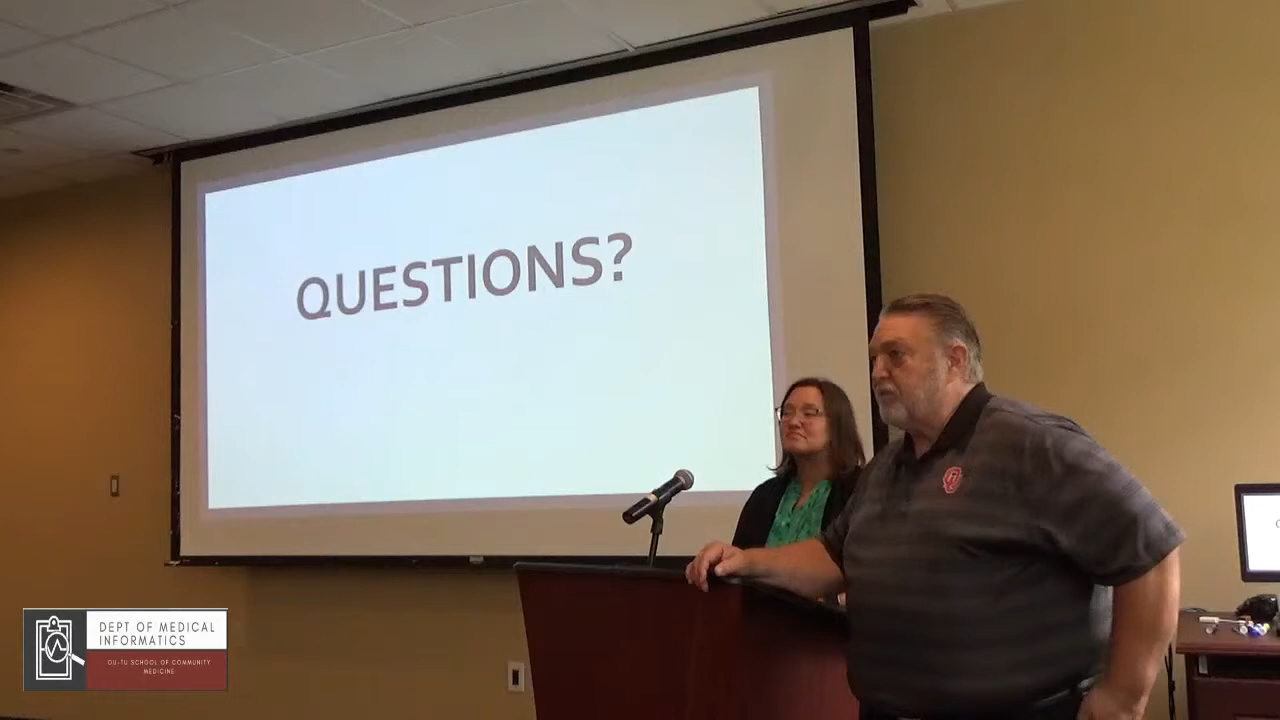 QUESTIONS?
DEPT OF MEDICAL
INFORMATICS
OU-TU SCHOOL OF COMMUNITY
MEDICINE